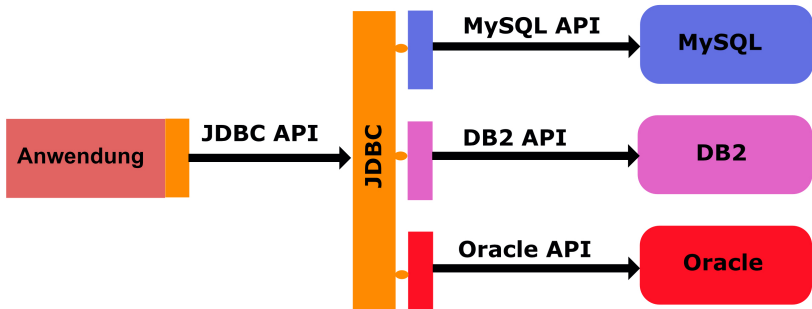 Anwendung
JDBC API
JDBC
MySQL API
MySQL
DB2 API
DB2
Oracle API
Oracle